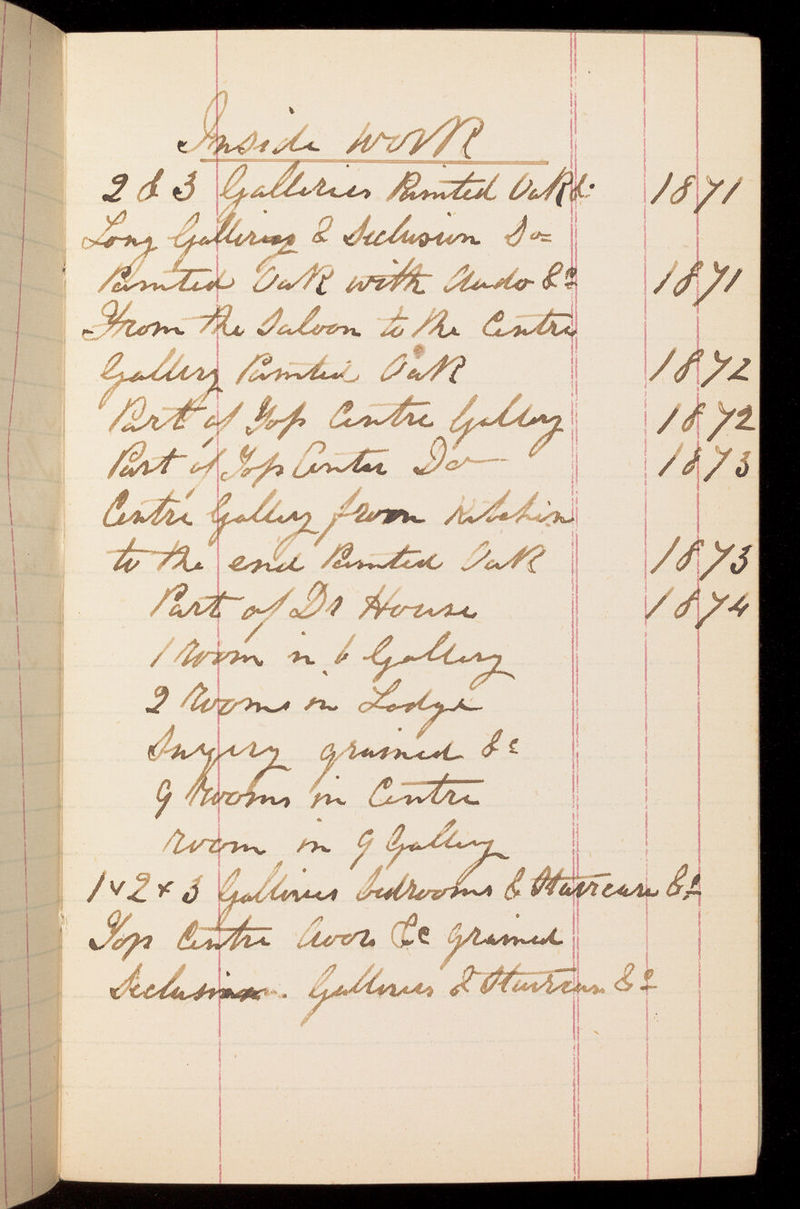 Inside Work
2 & 3 Galleries Painted Oak &c 1871
Long Galleries & Seclusion Do
Painted Oak with dado &c 1871
From the Saloon to the Centre
Gallery Painted Oak 1872
Part of Top Centre Gallery 1872
Part of Top Center Do 1873
Centre Gallery from Kitchin
to the end Painted Oak 1873
Part of Dr House 1874
1 room in 6 Gallery
2 rooms in Lodge
Surgery grained &c
9 rooms in Centre
room in 9 Gallery
1 & 2 & 3 Galleries bedrooms & Staircase &c
Top Centre doors &c grained
Seclusion Galleries & Staircase &c